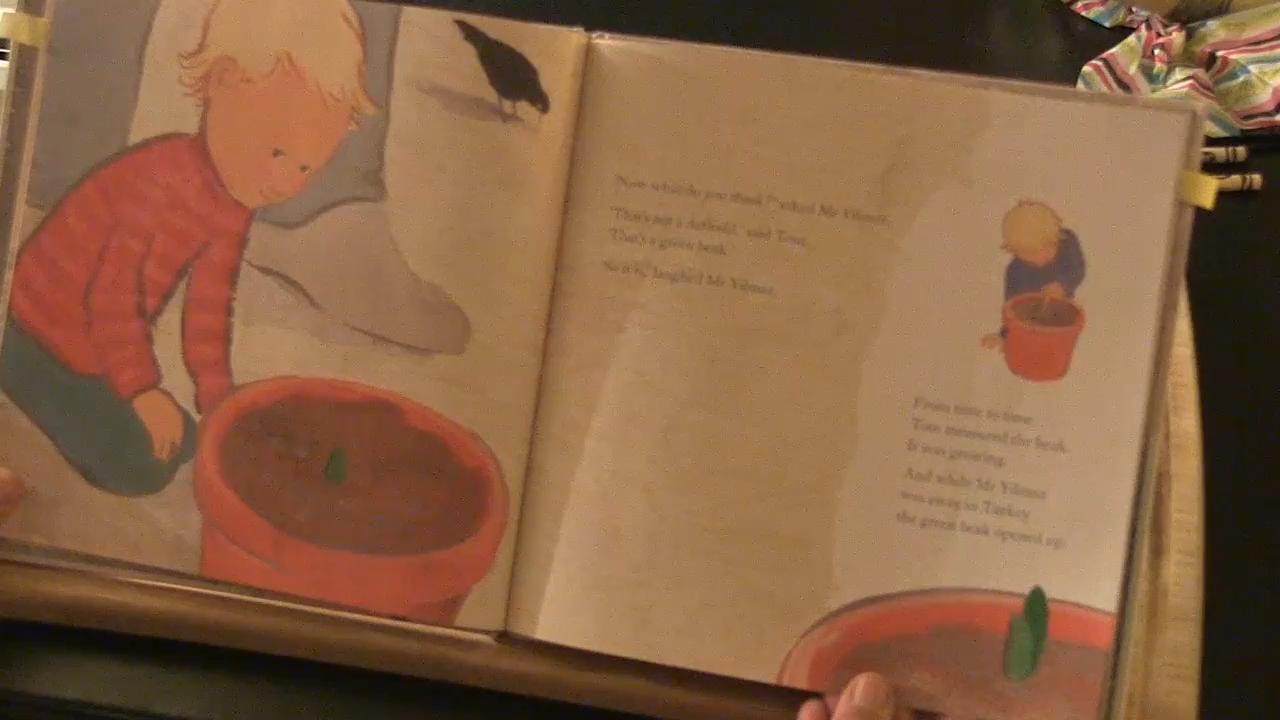 'Now what do you think?' asked Mr Yilmaz.
'That's not a daffodil,' said Tom.
'That's a green beak.'
'So it is,' laughed Mr Yilmaz.
From time to time
Tom measured the beak.
It was growing.
And while Mr Yilmaz
was away in Turkey
the green beak opened up.